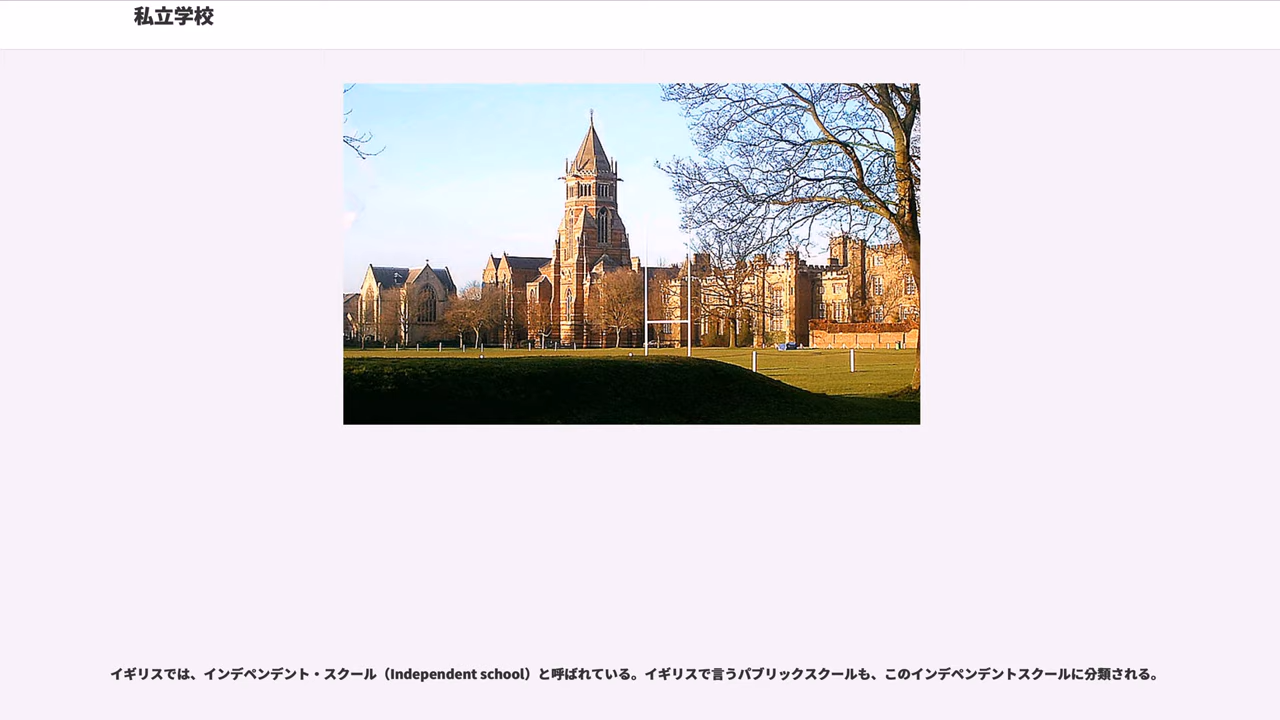 私立学校
イギリスでは、インデペンデント・スクール（Independent school）と呼ばれている。イギリスで言うパブリックスクールも、このインデペンデントスクールに分類される。